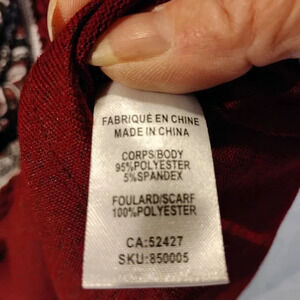 FABRIQUÉ EN CHINE
MADE IN CHINA
CORPS/BODY
95%POLYESTER
5%SPANDEX
FOULARD/SCARF
100%POLYESTER
CA:52427
SKU:850005